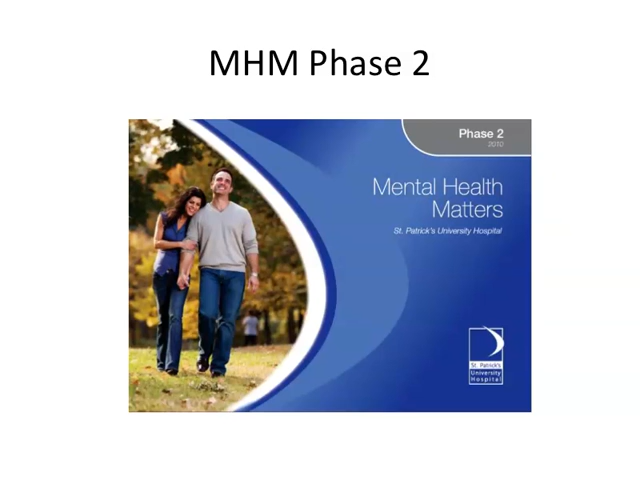 MHM Phase 2
Phase 2
2010
Mental Health
Matters
St. Patrick's University Hospital
St. Patrick's
University
Hospital